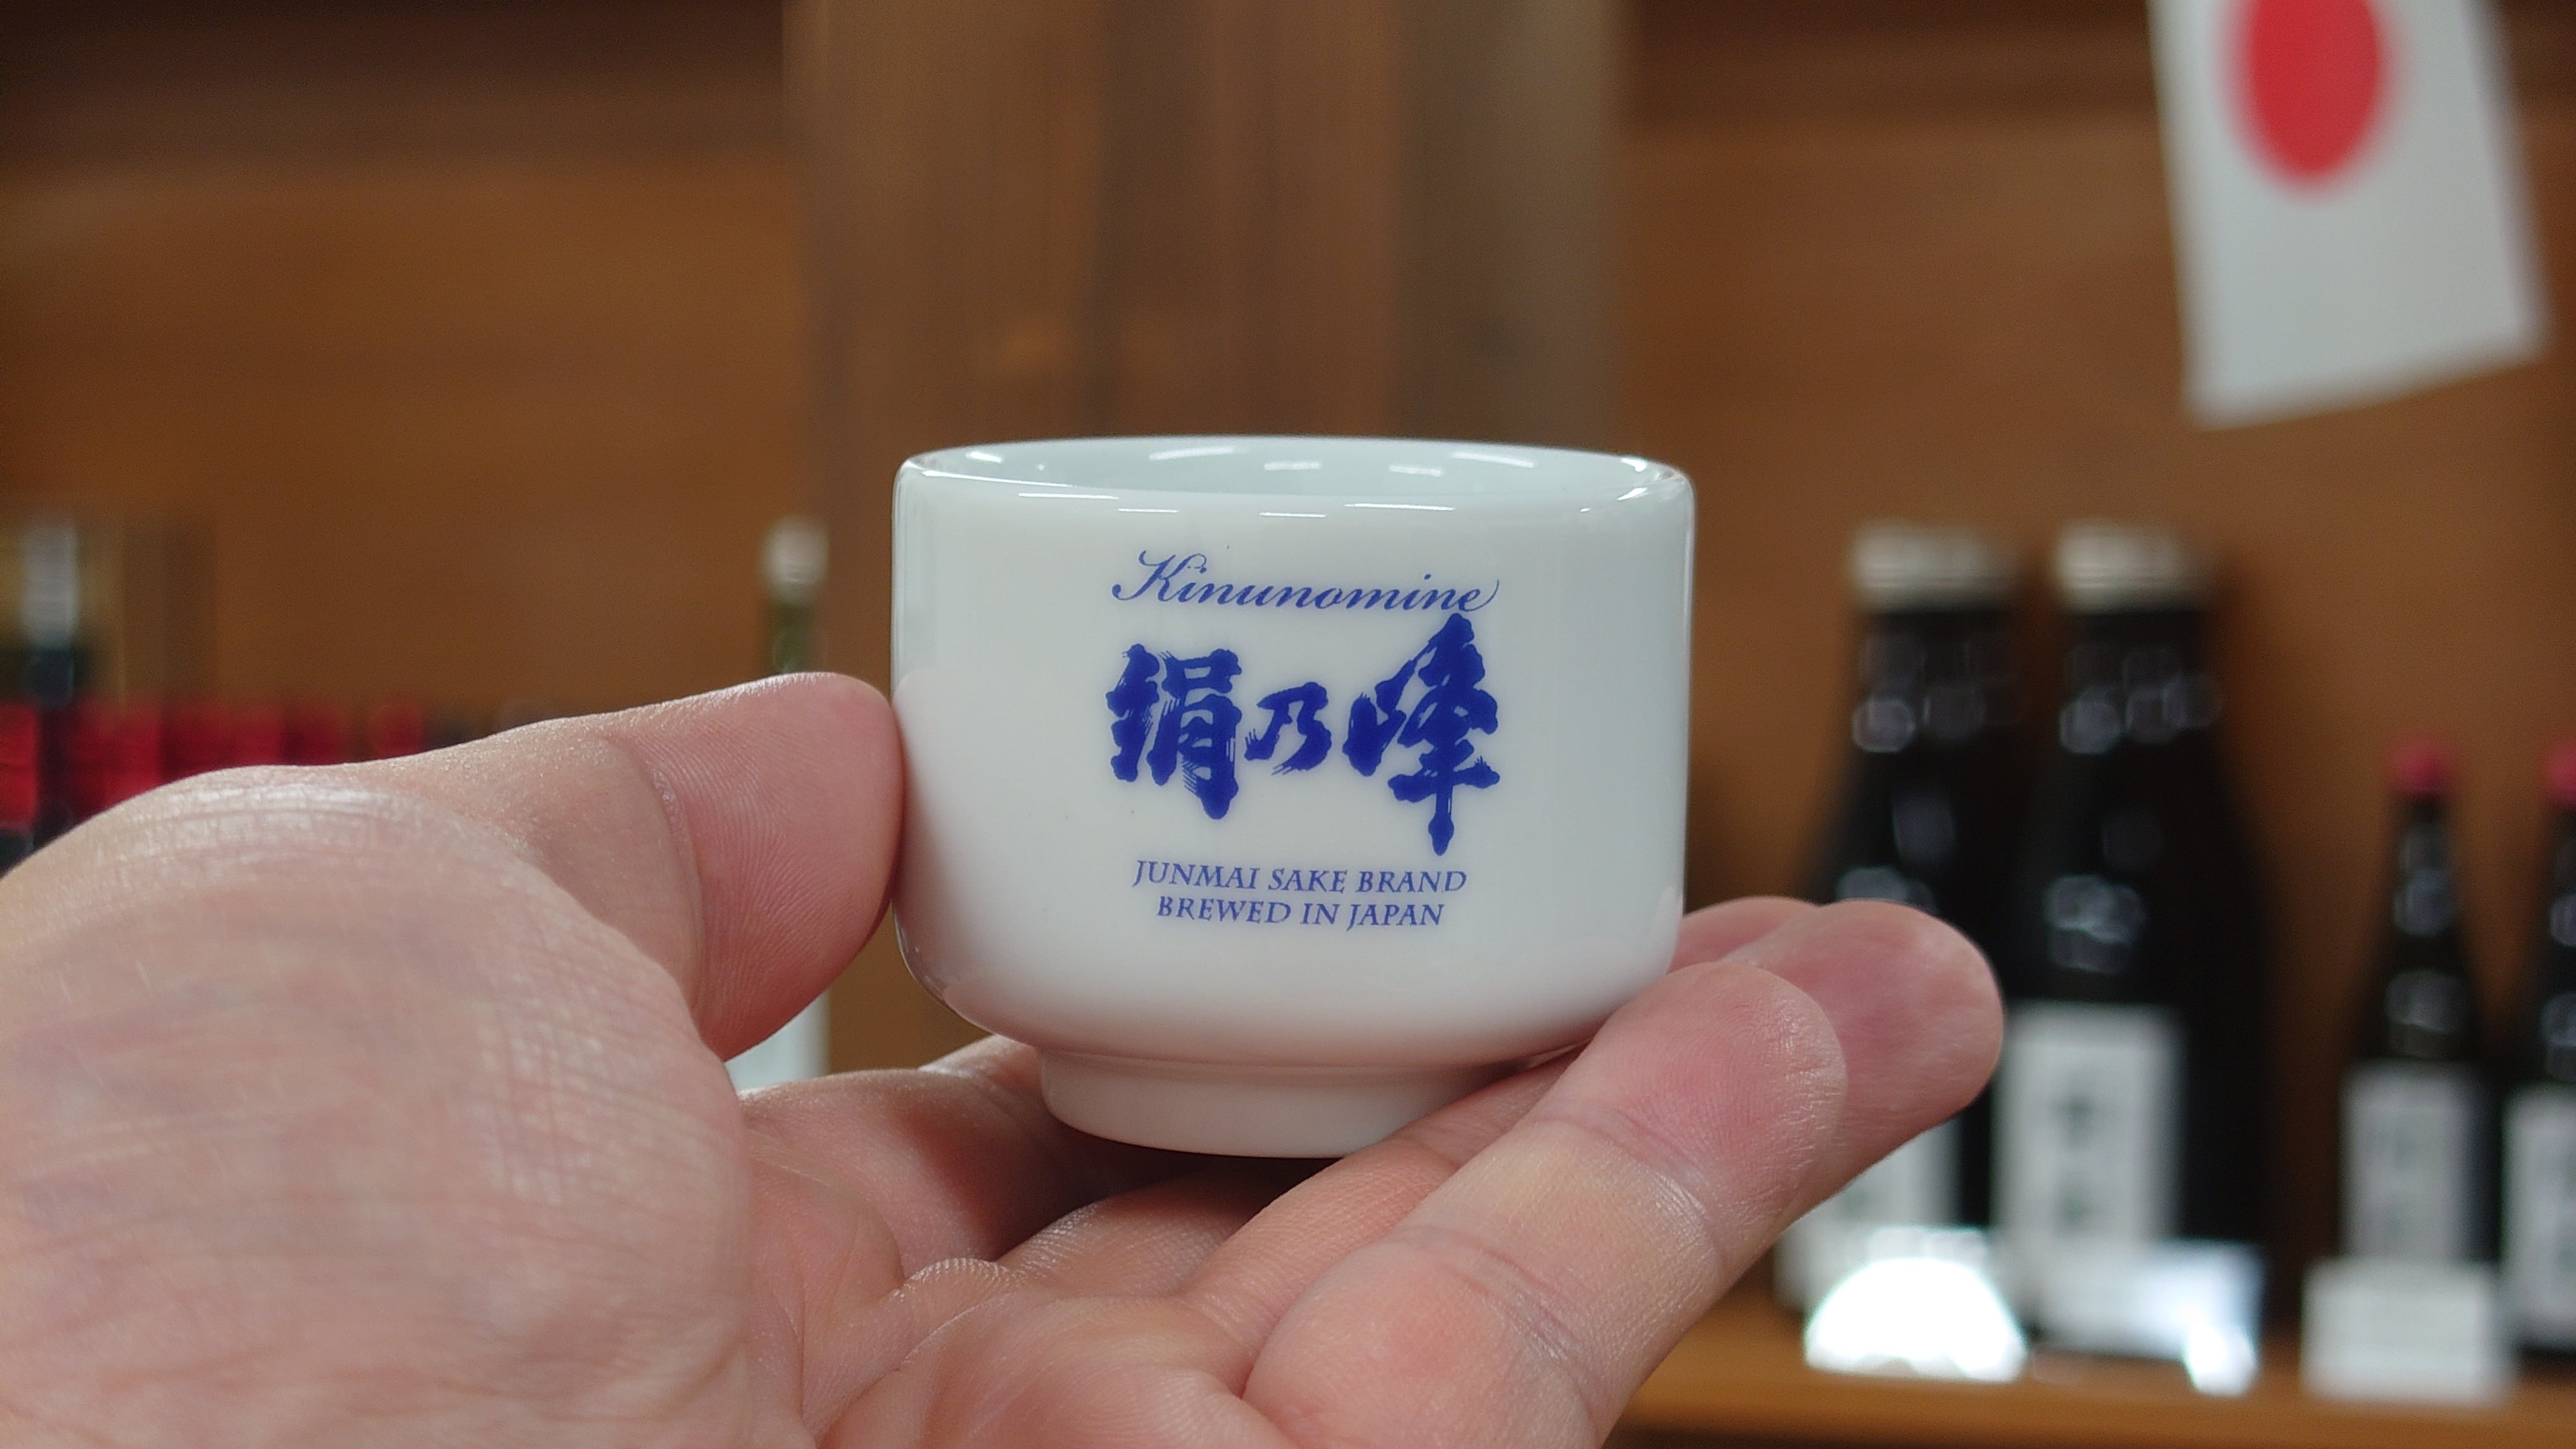 Kinunomine
絹乃峰
JUNMAI SAKE BRAND
BREWED IN JAPAN